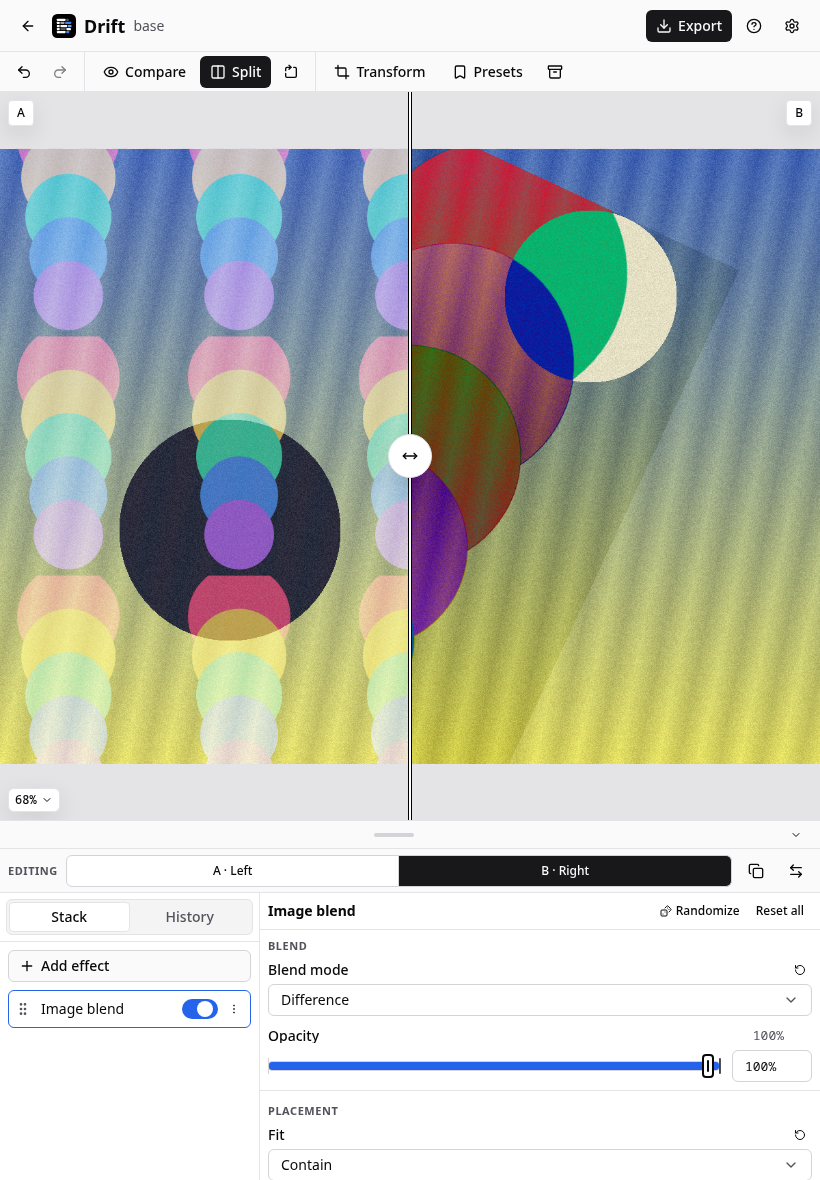 Drift base
Export
Compare
Split
Transform
Presets
A
B
68%
EDITING
A · Left
B · Right
Stack
History
Image blend
Randomize
Reset all
Add effect
Image blend
BLEND
Blend mode
Difference
Opacity
100%
100%
PLACEMENT
Fit
Contain